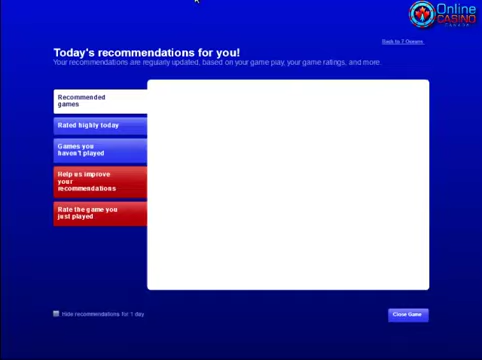 Online
CASINO
CANADA
Back to 7 Oceans
Today's recommendations for you!
Your recommendations are regularly updated, based on your game play, your game ratings, and more.
Recommended
games
Rated highly today
Games you
haven't played
Help us improve
your
recommendations
Rate the game you
just played
Hide recommendations for 1 day
Close Game